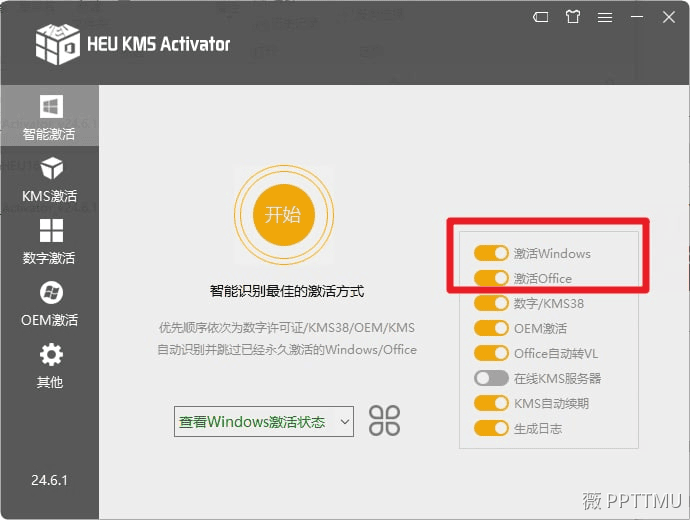 HEU KMS Activator
智能激活
KMS激活
数字激活
OEM激活
其他
24.6.1
开始
智能识别最佳的激活方式
优先顺序依次为数字许可证/KMS38/OEM/KMS
自动识别并跳过已经永久激活的Windows/Office
查看Windows激活状态
激活Windows
激活Office
数字/KMS38
OEM激活
Office自动转VL
在线KMS服务器
KMS自动续期
生成日志
薇 PPTTMU